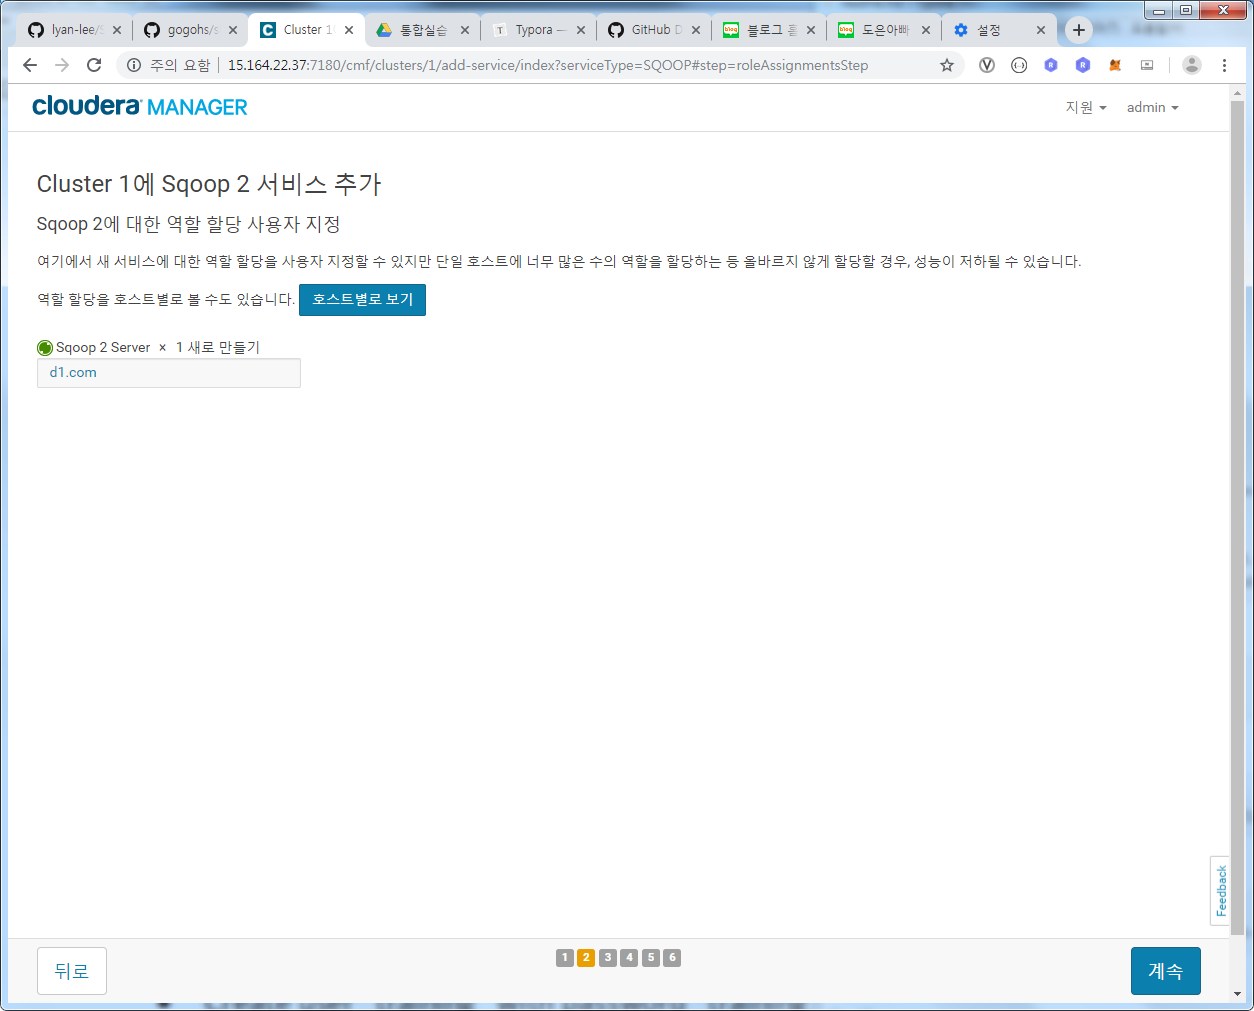 lyan-lee/S
gogohs/s
Cluster 1
통합실습
Typora —
GitHub D
블로그 홈
도은아빠
설정
주의 요함 15.164.22.37:7180/cmf/clusters/1/add-service/index?serviceType=SQOOP#step=roleAssignmentsStep
cloudera MANAGER
지원
admin
Cluster 1에 Sqoop 2 서비스 추가
Sqoop 2에 대한 역할 할당 사용자 지정
여기에서 새 서비스에 대한 역할 할당을 사용자 지정할 수 있지만 단일 호스트에 너무 많은 수의 역할을 할당하는 등 올바르지 않게 할당할 경우, 성능이 저하될 수 있습니다.
역할 할당을 호스트별로 볼 수도 있습니다. 호스트별로 보기
Sqoop 2 Server × 1 새로 만들기
d1.com
Feedback
뒤로
1 2 3 4 5 6
계속